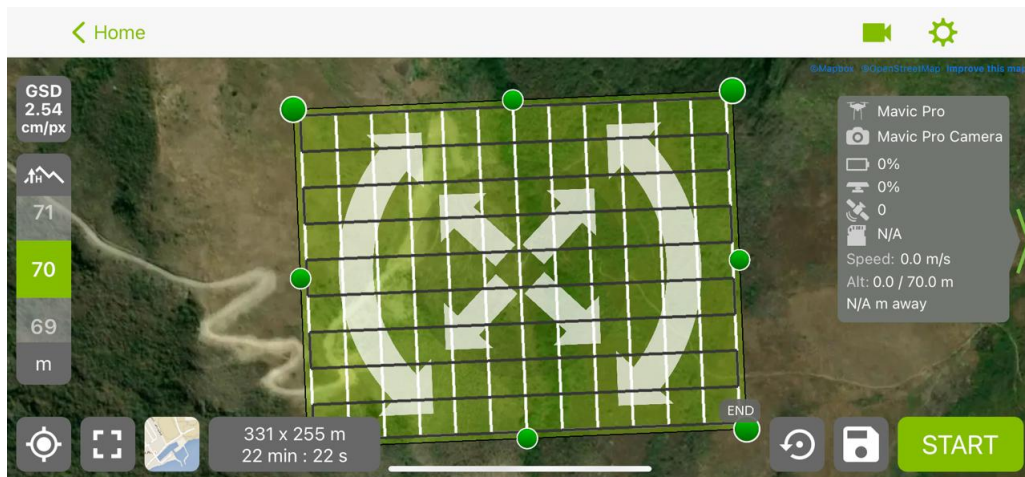 Home
©Mapbox ©OpenStreetMap Improve this map
GSD
2.54
cm/px
H
71
70
69
m
Mavic Pro
Mavic Pro Camera
0%
0%
0
N/A
Speed: 0.0 m/s
Alt: 0.0 / 70.0 m
N/A m away
END
331 x 255 m
22 min : 22 s
START